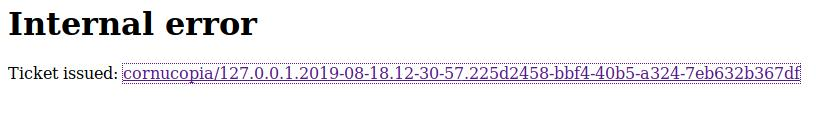 Internal error
Ticket issued: cornucopia/127.0.0.1.2019-08-18.12-30-57.225d2458-bbf4-40b5-a324-7eb632b367df